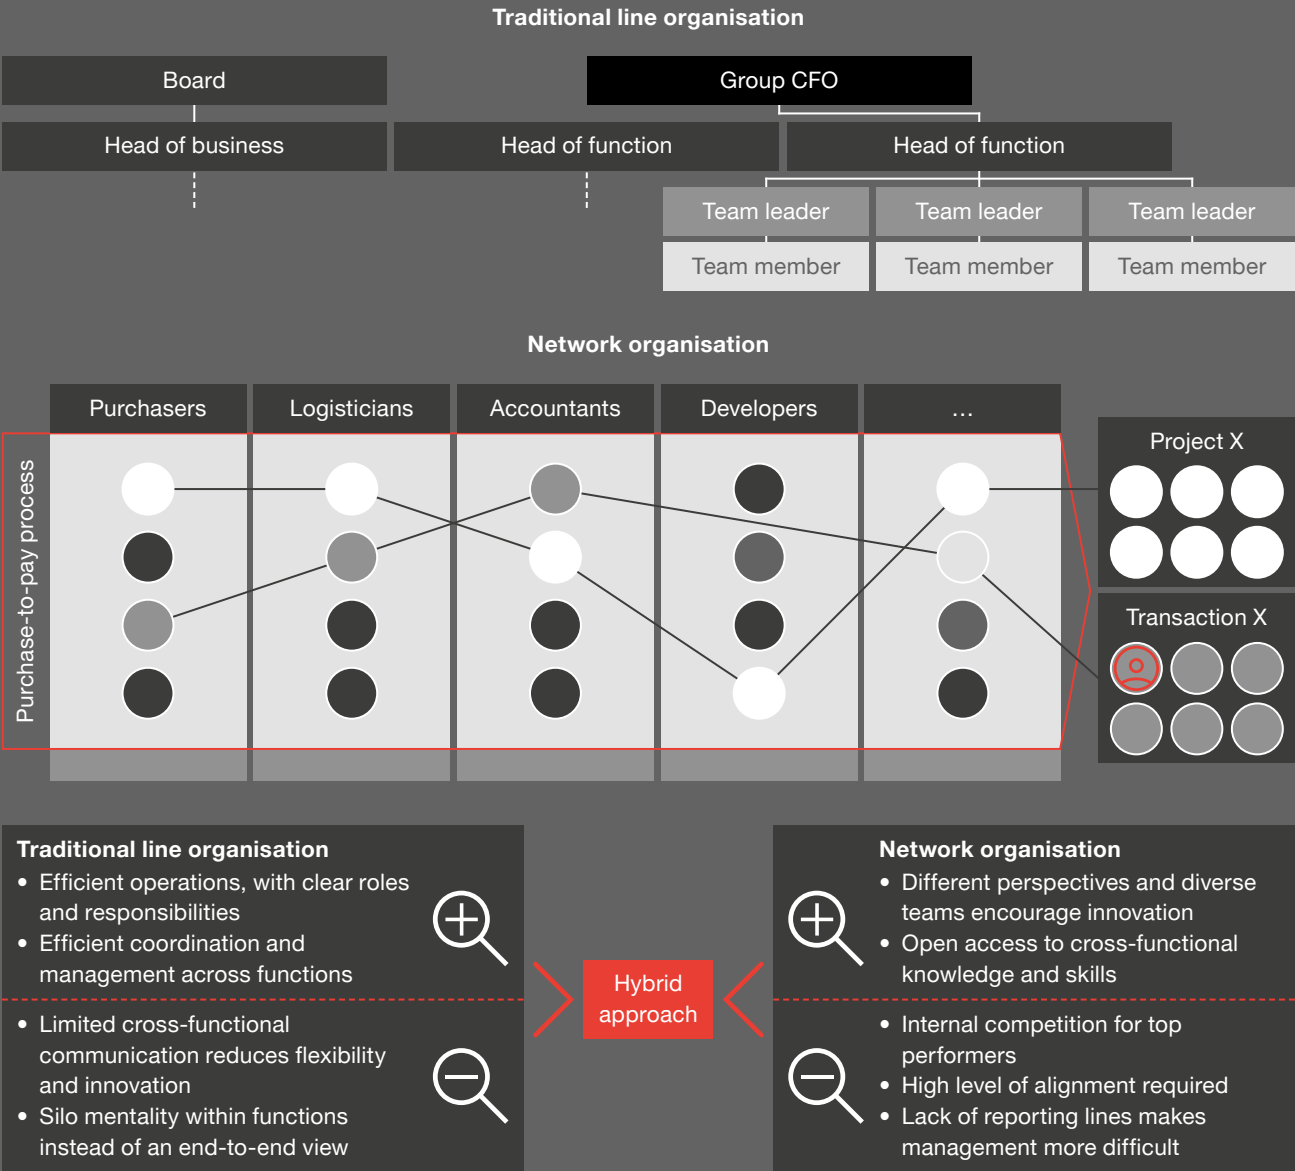 Traditional line organisation
Board
Group CFO
Head of business
Head of function
Head of function
Team leader
Team leader
Team leader
Team member
Team member
Team member
Network organisation
Purchasers
Logisticians
Accountants
Developers
...
Purchase-to-pay process
Project X
Transaction X
Traditional line organisation
• Efficient operations, with clear roles
and responsibilities
• Efficient coordination and
management across functions
• Limited cross-functional
communication reduces flexibility
and innovation
• Silo mentality within functions
instead of an end-to-end view
Hybrid
approach
Network organisation
• Different perspectives and diverse
teams encourage innovation
• Open access to cross-functional
knowledge and skills
• Internal competition for top
performers
• High level of alignment required
• Lack of reporting lines makes
management more difficult